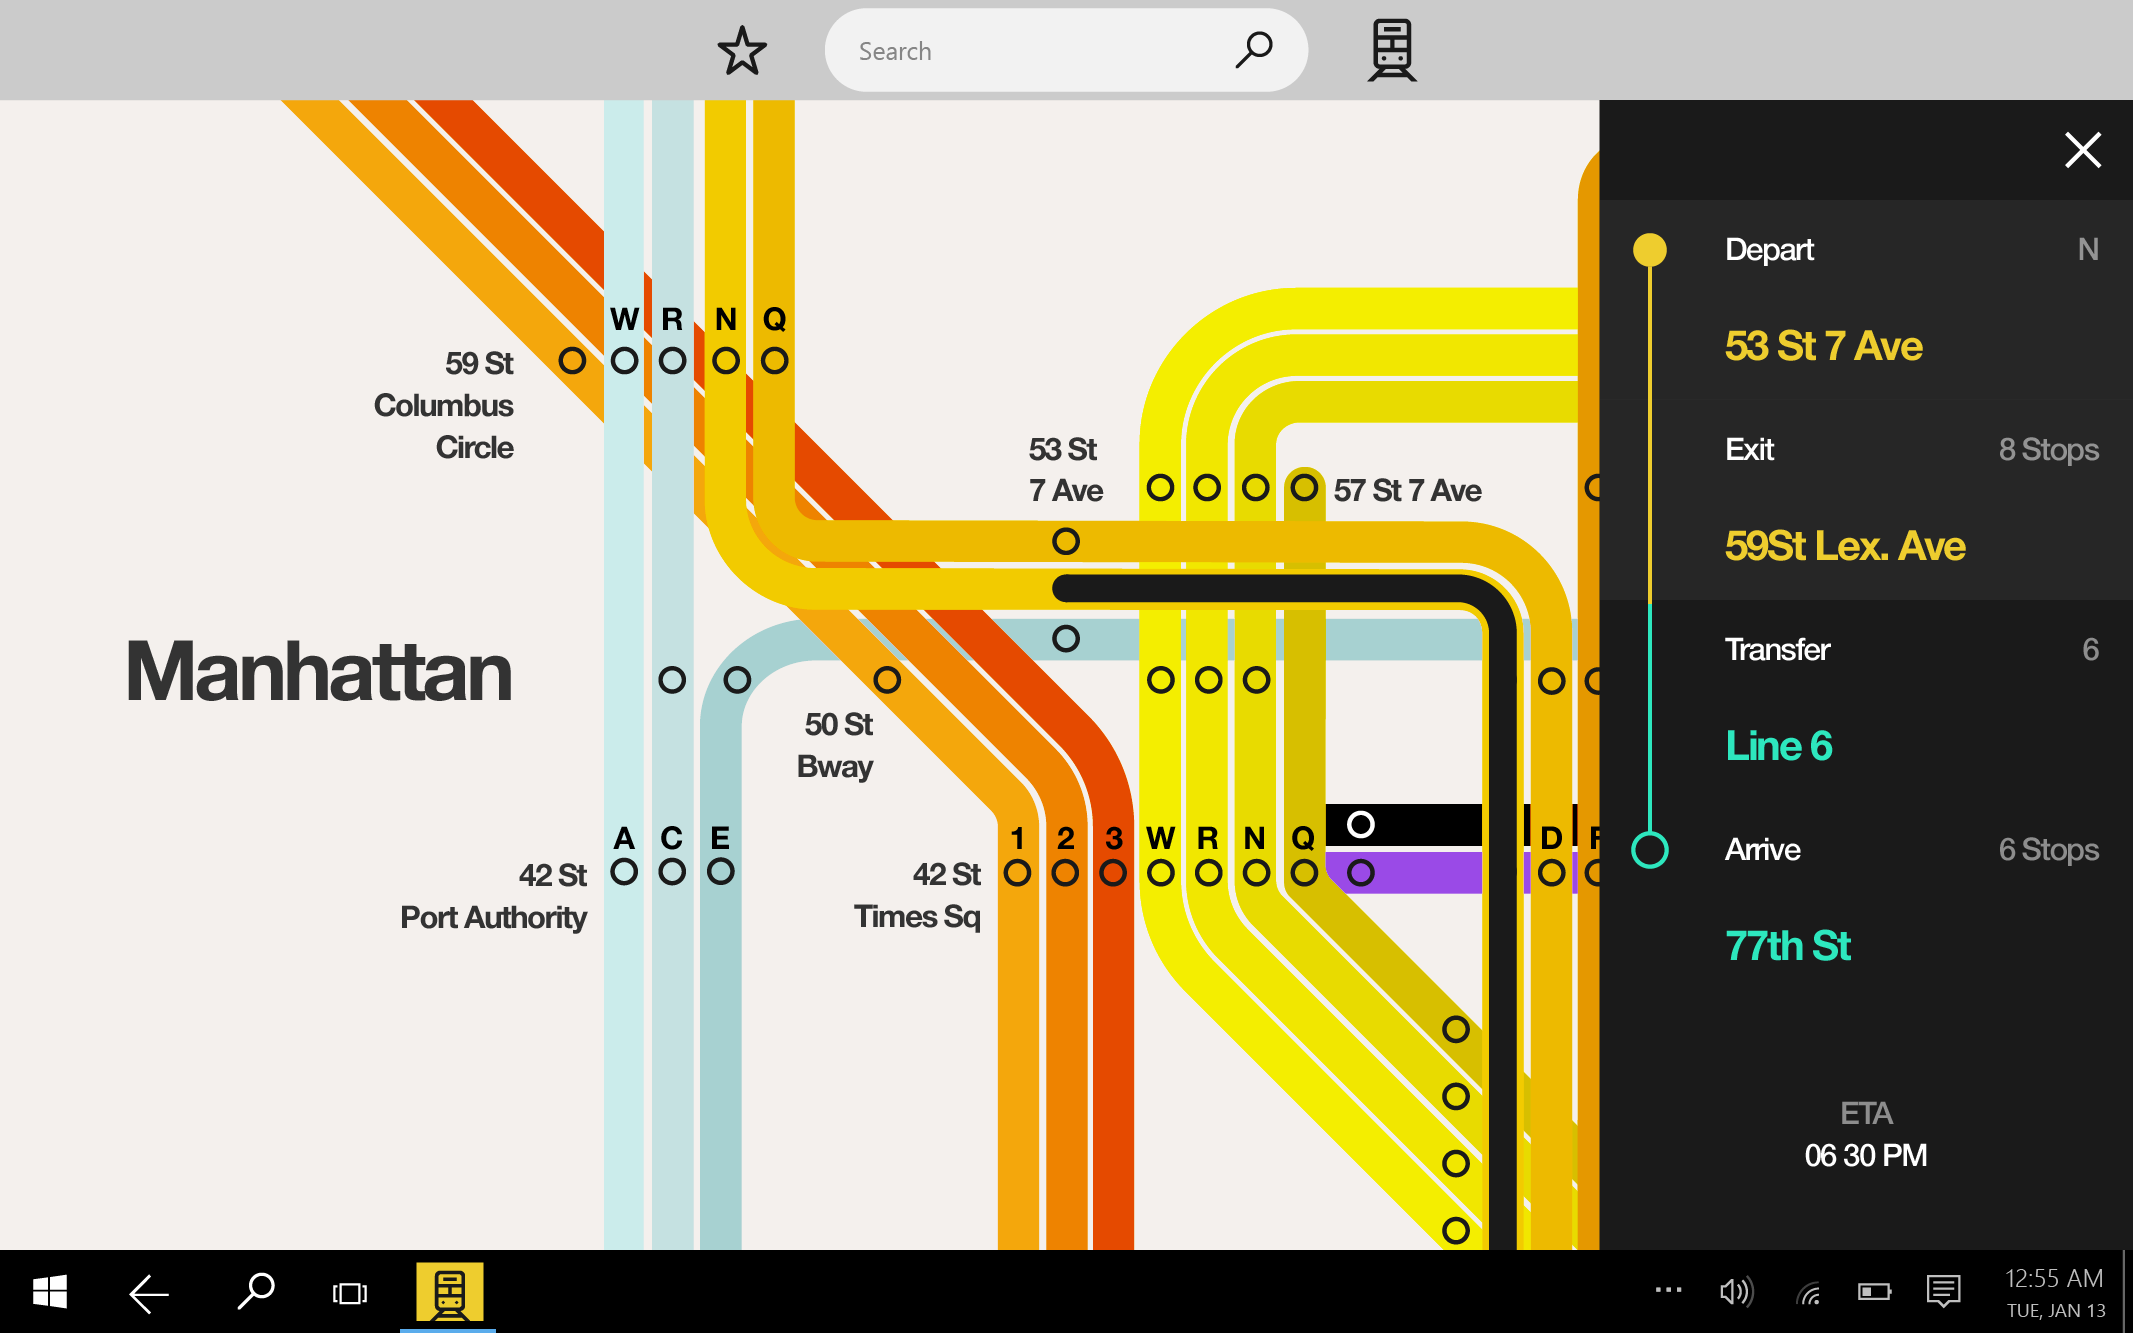 Search
W R N Q
59 St
Columbus
Circle
53 St
7 Ave
57 St 7 Ave
Manhattan
50 St
Bway
A C E
42 St
Port Authority
1 2 3 W R N Q D
42 St
Times Sq
Depart N
53 St 7 Ave
Exit 8 Stops
59St Lex. Ave
Transfer 6
Line 6
Arrive 6 Stops
77th St
ETA
06 30 PM
12:55 AM
TUE, JAN 13